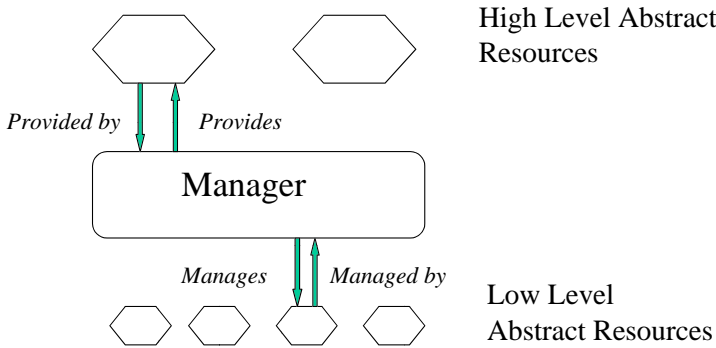 High Level Abstract
Resources
Provided by
Provides
Manager
Manages
Managed by
Low Level
Abstract Resources